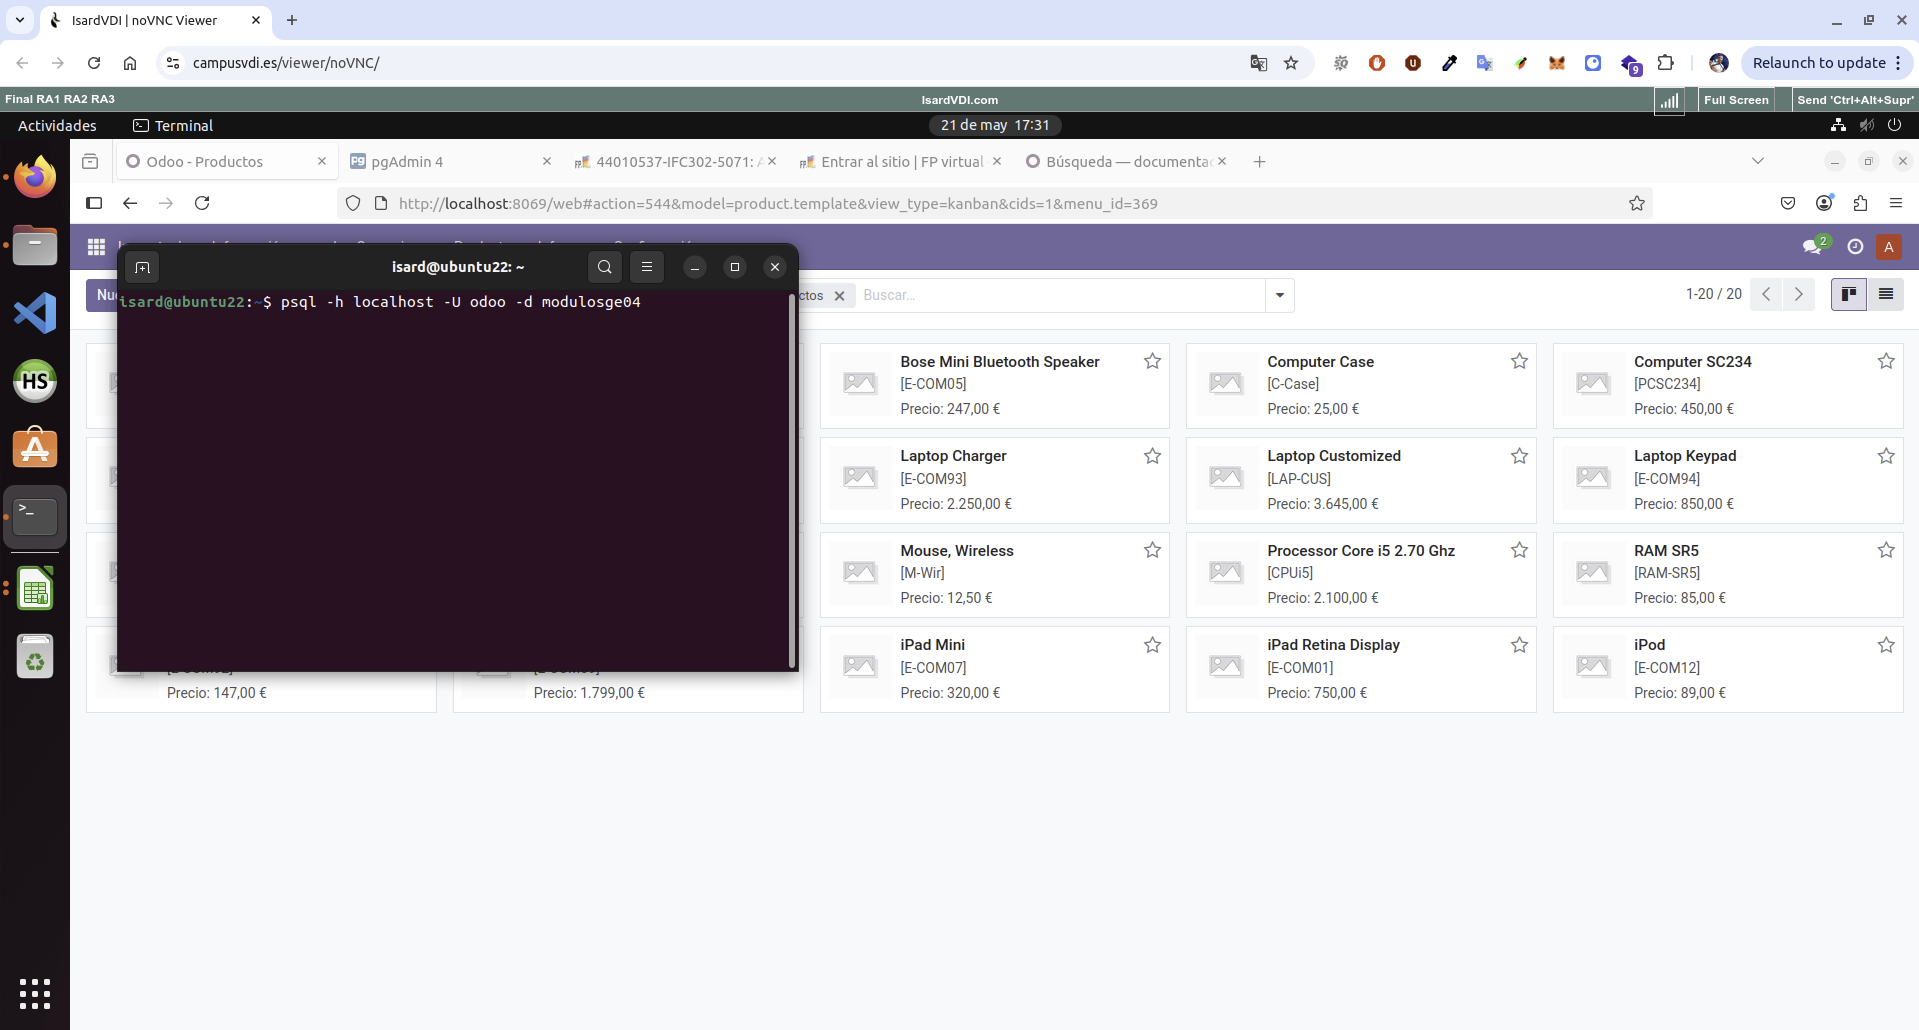 IsardVDI | noVNC Viewer
campusvdi.es/viewer/noVNC/
9
Relaunch to update
Final RA1 RA2 RA3
IsardVDI.com
Full Screen
Send 'Ctrl+Alt+Supr'
Actividades
Terminal
21 de may 17:31
Odoo - Productos
pgAdmin 4
44010537-IFC302-5071: A
Entrar al sitio | FP virtual
Búsqueda — documenta
http://localhost:8069/web#action=544&model=product.template&view_type=kanban&cids=1&menu_id=369
2
A
isard@ubuntu22: ~
isard@ubuntu22:~$ psql -h localhost -U odoo -d modulosge04
Nu
ctos
Buscar...
1-20 / 20
Bose Mini Bluetooth Speaker
[E-COM05]
Precio: 247,00 €
Computer Case
[C-Case]
Precio: 25,00 €
Computer SC234
[PCSC234]
Precio: 450,00 €
Laptop Charger
[E-COM93]
Precio: 2.250,00 €
Laptop Customized
[LAP-CUS]
Precio: 3.645,00 €
Laptop Keypad
[E-COM94]
Precio: 850,00 €
Mouse, Wireless
[M-Wir]
Precio: 12,50 €
Processor Core i5 2.70 Ghz
[CPUi5]
Precio: 2.100,00 €
RAM SR5
[RAM-SR5]
Precio: 85,00 €
Precio: 147,00 €
Precio: 1.799,00 €
iPad Mini
[E-COM07]
Precio: 320,00 €
iPad Retina Display
[E-COM01]
Precio: 750,00 €
iPod
[E-COM12]
Precio: 89,00 €
HS